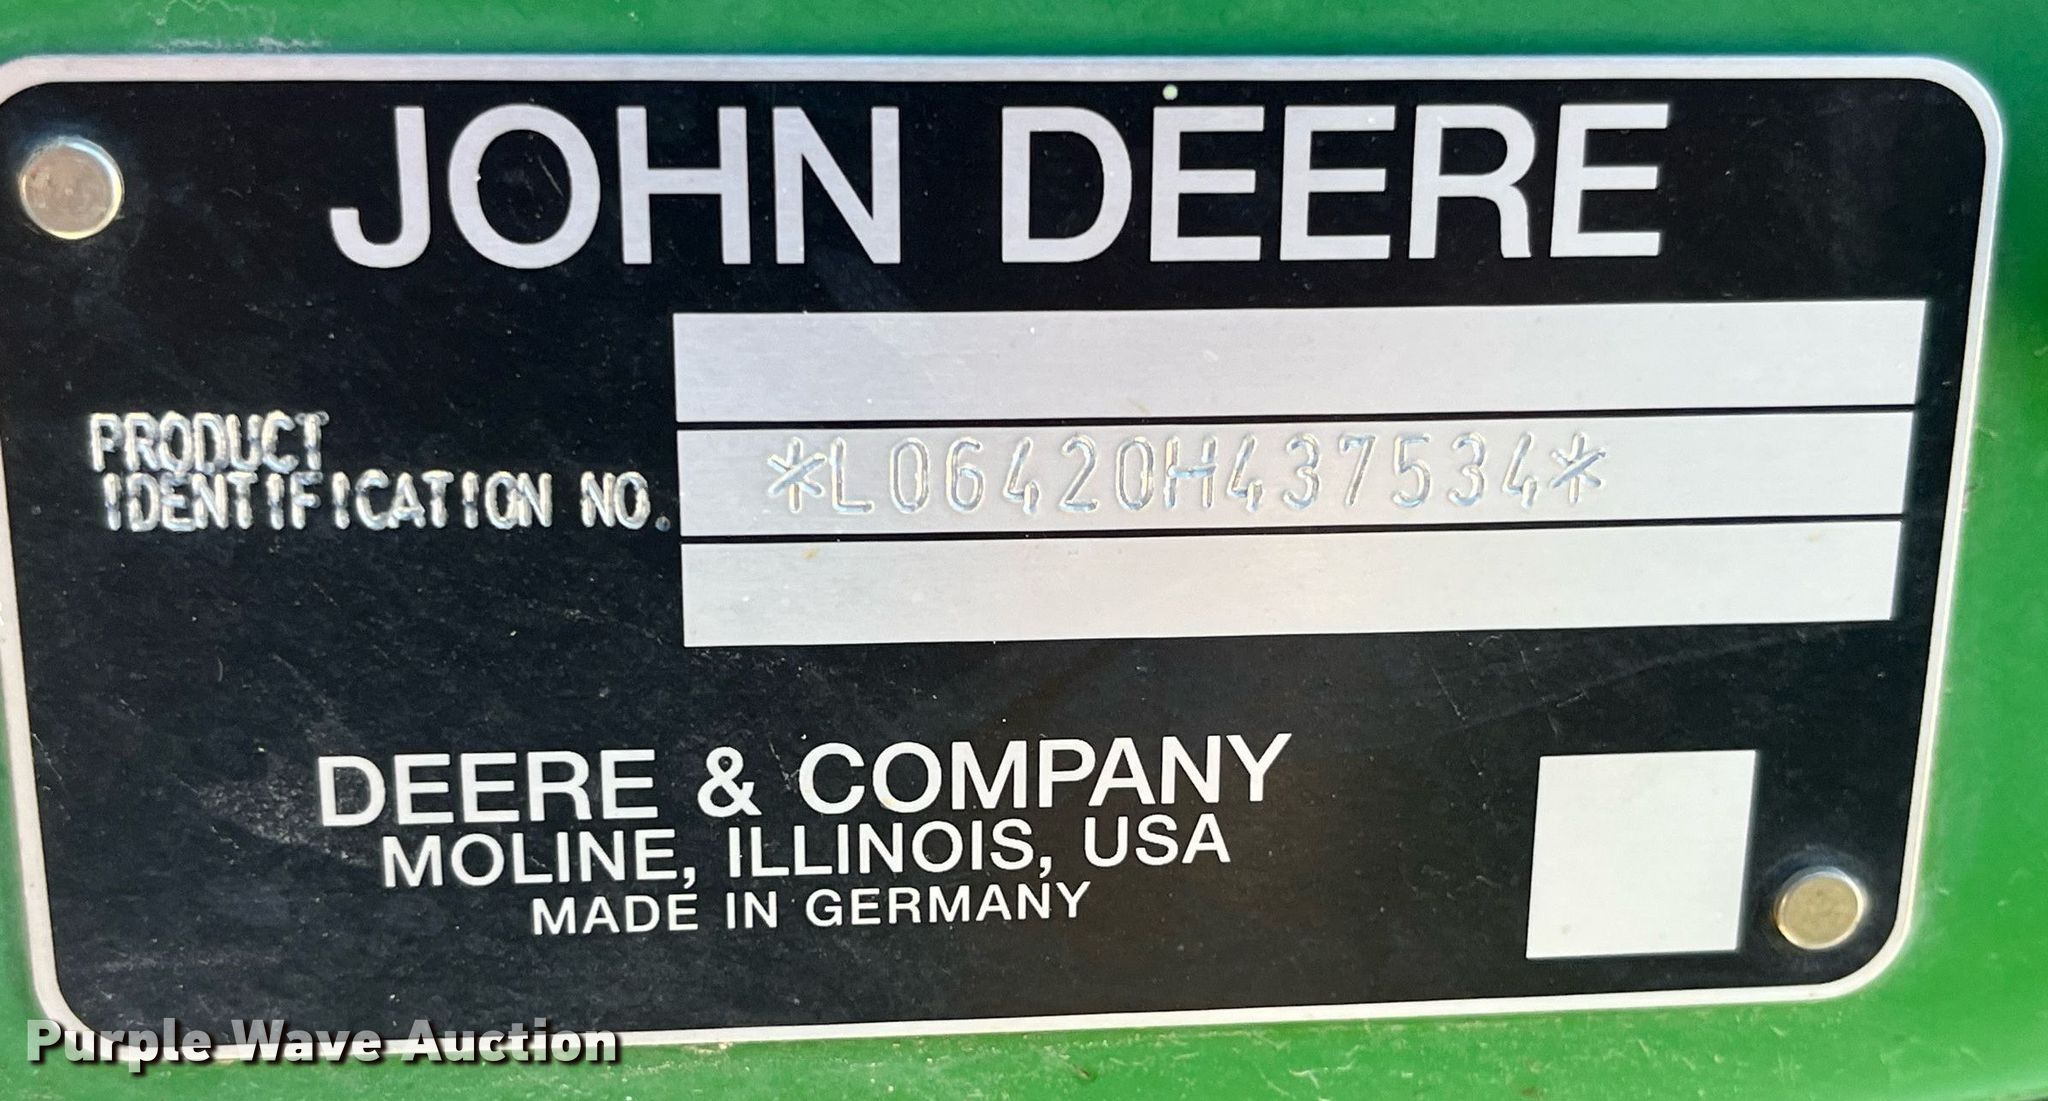 JOHN DEERE
PRODUCT
IDENTIFICATION NO.
*L06420H437534*
DEERE & COMPANY
MOLINE, ILLINOIS, USA
MADE IN GERMANY
Purple Wave Auction